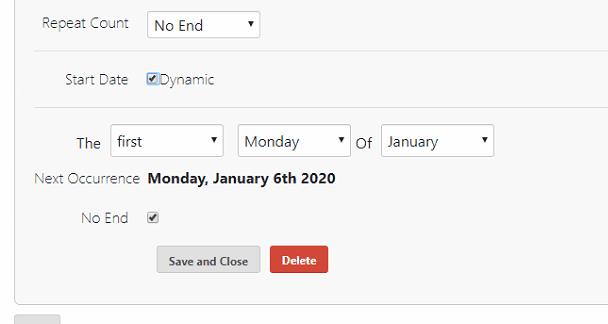 Repeat Count No End
Start Date Dynamic
The first Monday Of January
Next Occurrence Monday, January 6th 2020
No End
Save and Close Delete